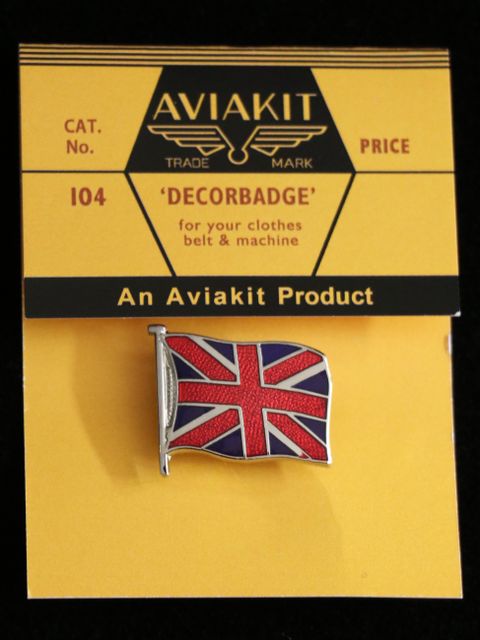 AVIAKIT
TRADE MARK
CAT.
No.
PRICE
104
'DECORBADGE'
for your clothes
belt & machine
An Aviakit Product